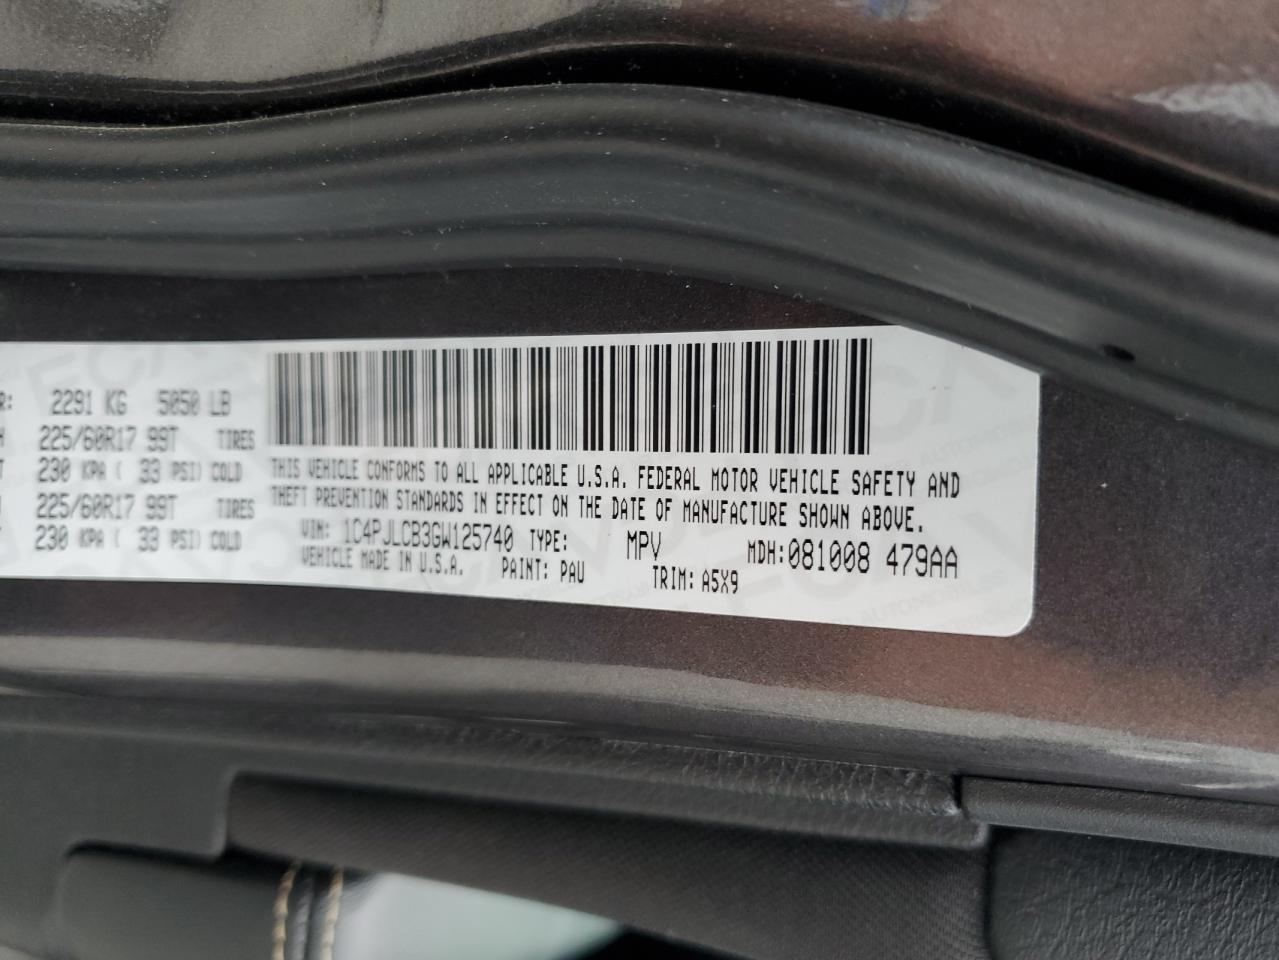 R: 2291 KG 5050 LB
H 225/60R17 99T TIRES
T 230 KPA ( 33 PSI) COLD
225/60R17 99T TIRES
230 KPA ( 33 PSI) COLD
THIS VEHICLE CONFORMS TO ALL APPLICABLE U.S.A. FEDERAL MOTOR VEHICLE SAFETY AND
THEFT PREVENTION STANDARDS IN EFFECT ON THE DATE OF MANUFACTURE SHOWN ABOVE.
VIN: 1C4PJLCB3GW125740 TYPE: MPV MDH:081008 479AA
VEHICLE MADE IN U.S.A. PAINT: PAU TRIM: A5X9